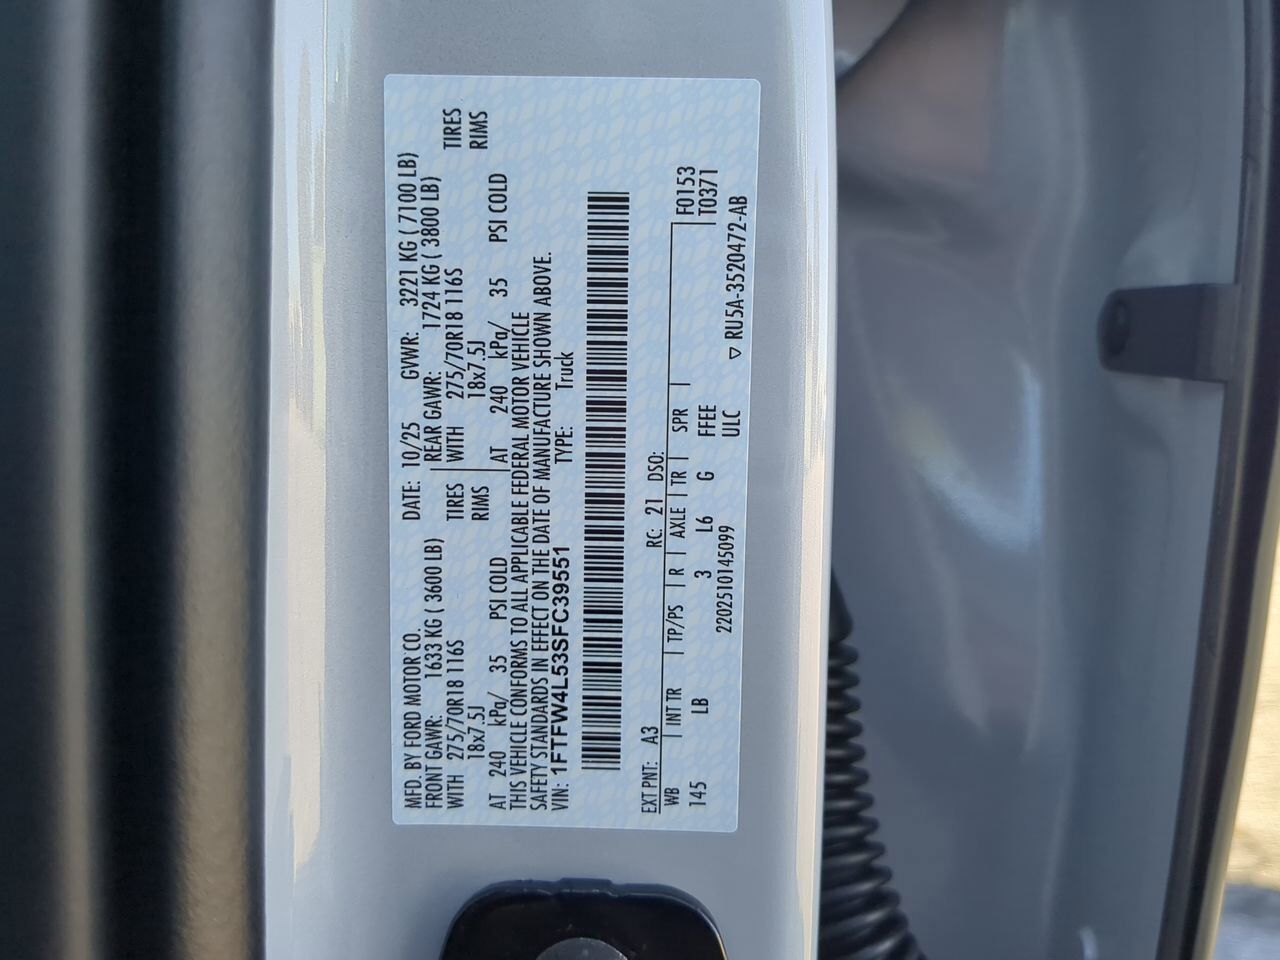 MFD. BY FORD MOTOR CO. DATE: 10/25 GVWR: 3221 KG ( 7100 LB)
FRONT GAWR: 1633 KG ( 3600 LB) REAR GAWR: 1724 KG ( 3800 LB)
WITH 275/70R18 116S TIRES WITH 275/70R18 116S TIRES
18x7.5J RIMS 18x7.5J RIMS
AT 240 kPa/ 35 PSI COLD AT 240 kPa/ 35 PSI COLD
THIS VEHICLE CONFORMS TO ALL APPLICABLE FEDERAL MOTOR VEHICLE
SAFETY STANDARDS IN EFFECT ON THE DATE OF MANUFACTURE SHOWN ABOVE.
VIN: 1FTFW4L53SFC39551 TYPE: Truck
EXT PNT: A3 RC: 21 DSO:
WB INT TR TP/PS R AXLE TR SPR F0153
145 LB 3 L6 G FFEE T0371
2202510145099 ULC ▽ RU5A-3520472-AB